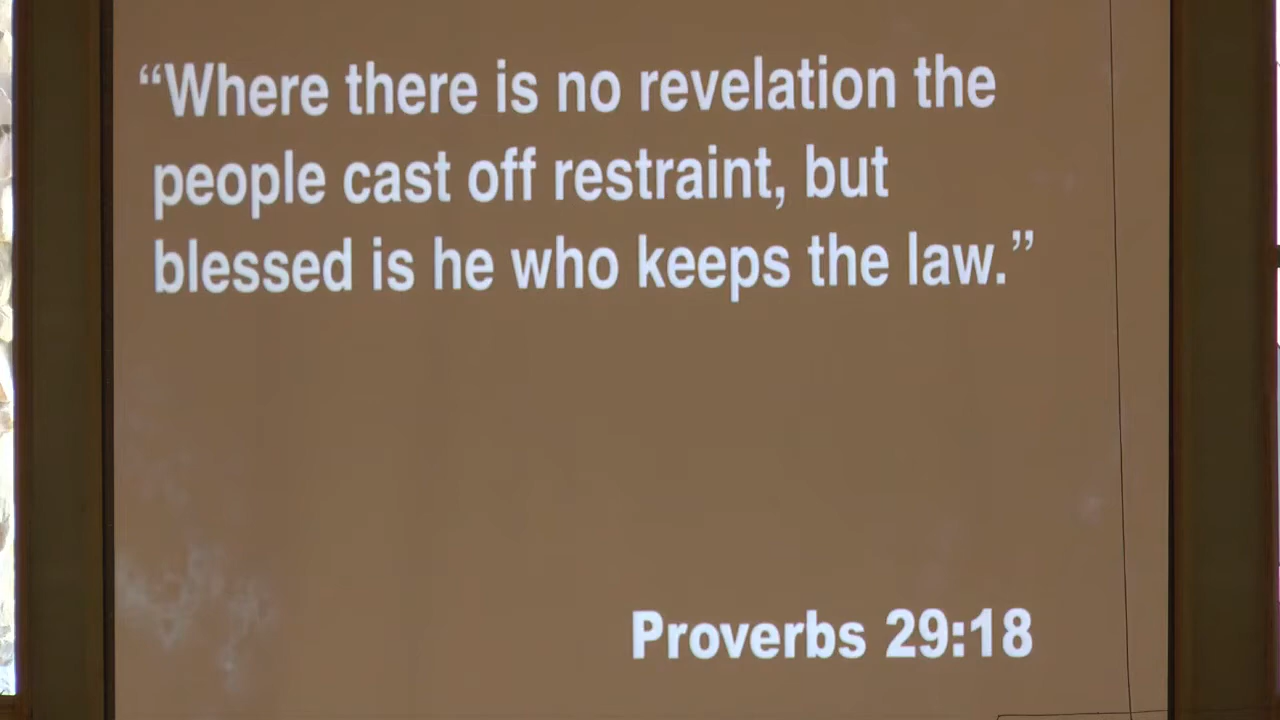 “Where there is no revelation the
people cast off restraint, but
blessed is he who keeps the law.”
Proverbs 29:18